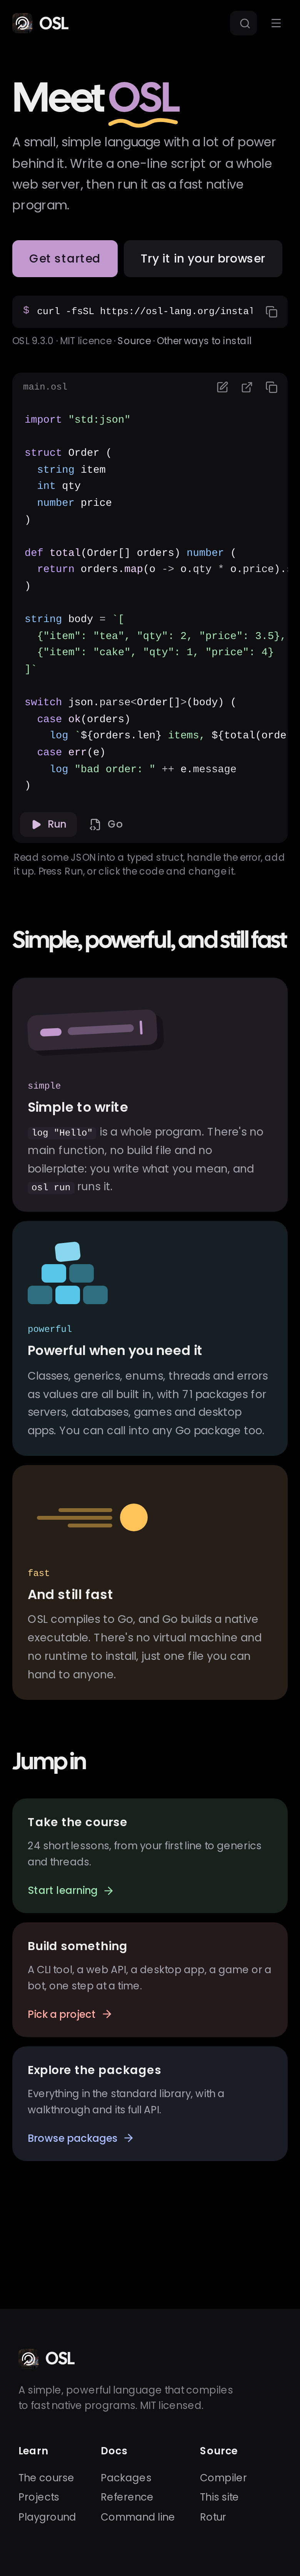 OSL
Meet OSL
A small, simple language with a lot of power
behind it. Write a one-line script or a whole
web server, then run it as a fast native
program.
Get started
Try it in your browser
$ curl -fsSL https://osl-lang.org/instal
OSL 9.3.0 · MIT licence · Source · Other ways to install
main.osl
import "std:json"
struct Order (
string item
int qty
number price
)
def total(Order[] orders) number (
return orders.map(o -> o.qty * o.price).
)
string body = `[
{"item": "tea", "qty": 2, "price": 3.5},
{"item": "cake", "qty": 1, "price": 4}
]`
switch json.parse<Order[]>(body) (
case ok(orders)
log `${orders.len} items, ${total(orde
case err(e)
log "bad order: " ++ e.message
)
Run
Go
Read some JSON into a typed struct, handle the error, add
it up. Press Run, or click the code and change it.
Simple, powerful, and still fast
simple
Simple to write
log "Hello" is a whole program. There's no
main function, no build file and no
boilerplate: you write what you mean, and
osl run runs it.
powerful
Powerful when you need it
Classes, generics, enums, threads and errors
as values are all built in, with 71 packages for
servers, databases, games and desktop
apps. You can call into any Go package too.
fast
And still fast
OSL compiles to Go, and Go builds a native
executable. There's no virtual machine and
no runtime to install, just one file you can
hand to anyone.
Jump in
Take the course
24 short lessons, from your first line to generics
and threads.
Start learning →
Build something
A CLI tool, a web API, a desktop app, a game or a
bot, one step at a time.
Pick a project →
Explore the packages
Everything in the standard library, with a
walkthrough and its full API.
Browse packages →
OSL
A simple, powerful language that compiles
to fast native programs. MIT licensed.
Learn
The course
Projects
Playground
Docs
Packages
Reference
Command line
Source
Compiler
This site
Rotur